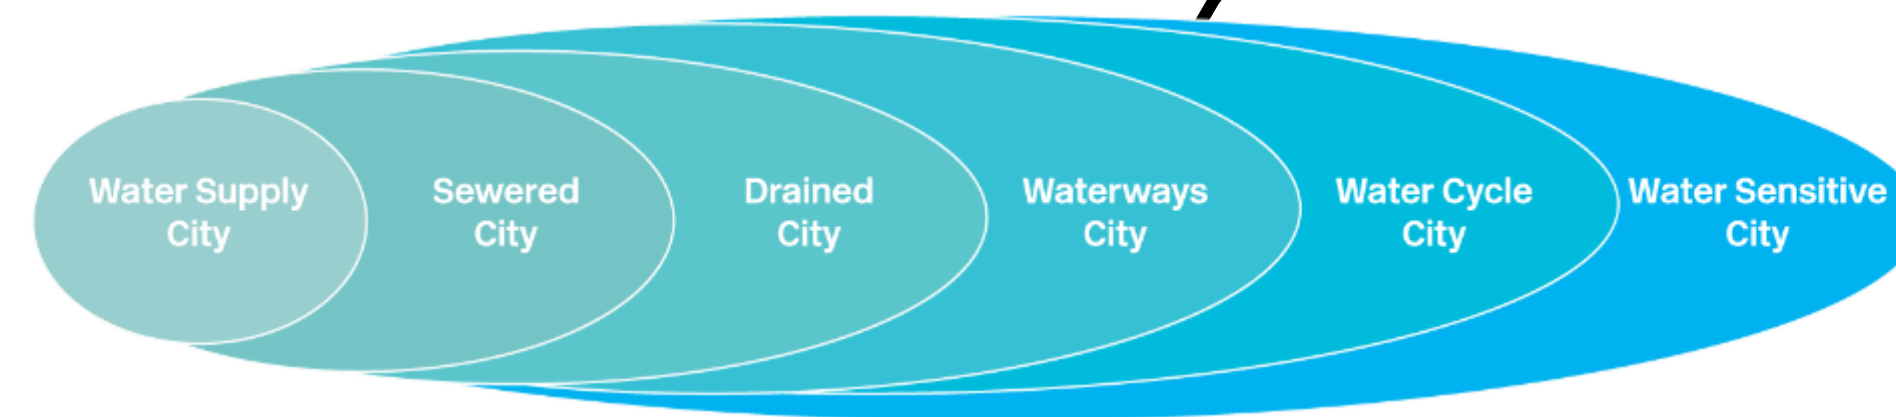 Water Supply
City
Sewered
City
Drained
City
Waterways
City
Water Cycle
City
Water Sensitive
City